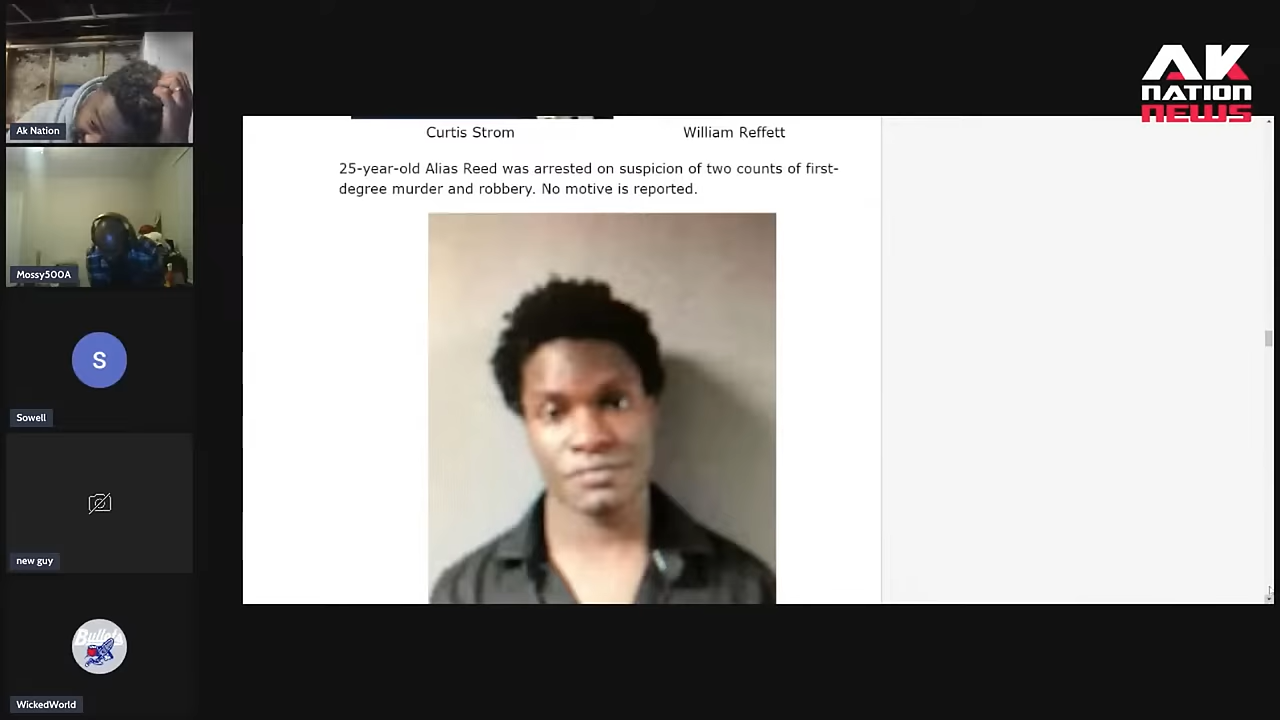 Ak Nation
Mossy500A
S
Sowell
new guy
Bullets
WickedWorld
AK
NATION
NEWS
Curtis Strom
William Reffett
25-year-old Alias Reed was arrested on suspicion of two counts of first-
degree murder and robbery. No motive is reported.